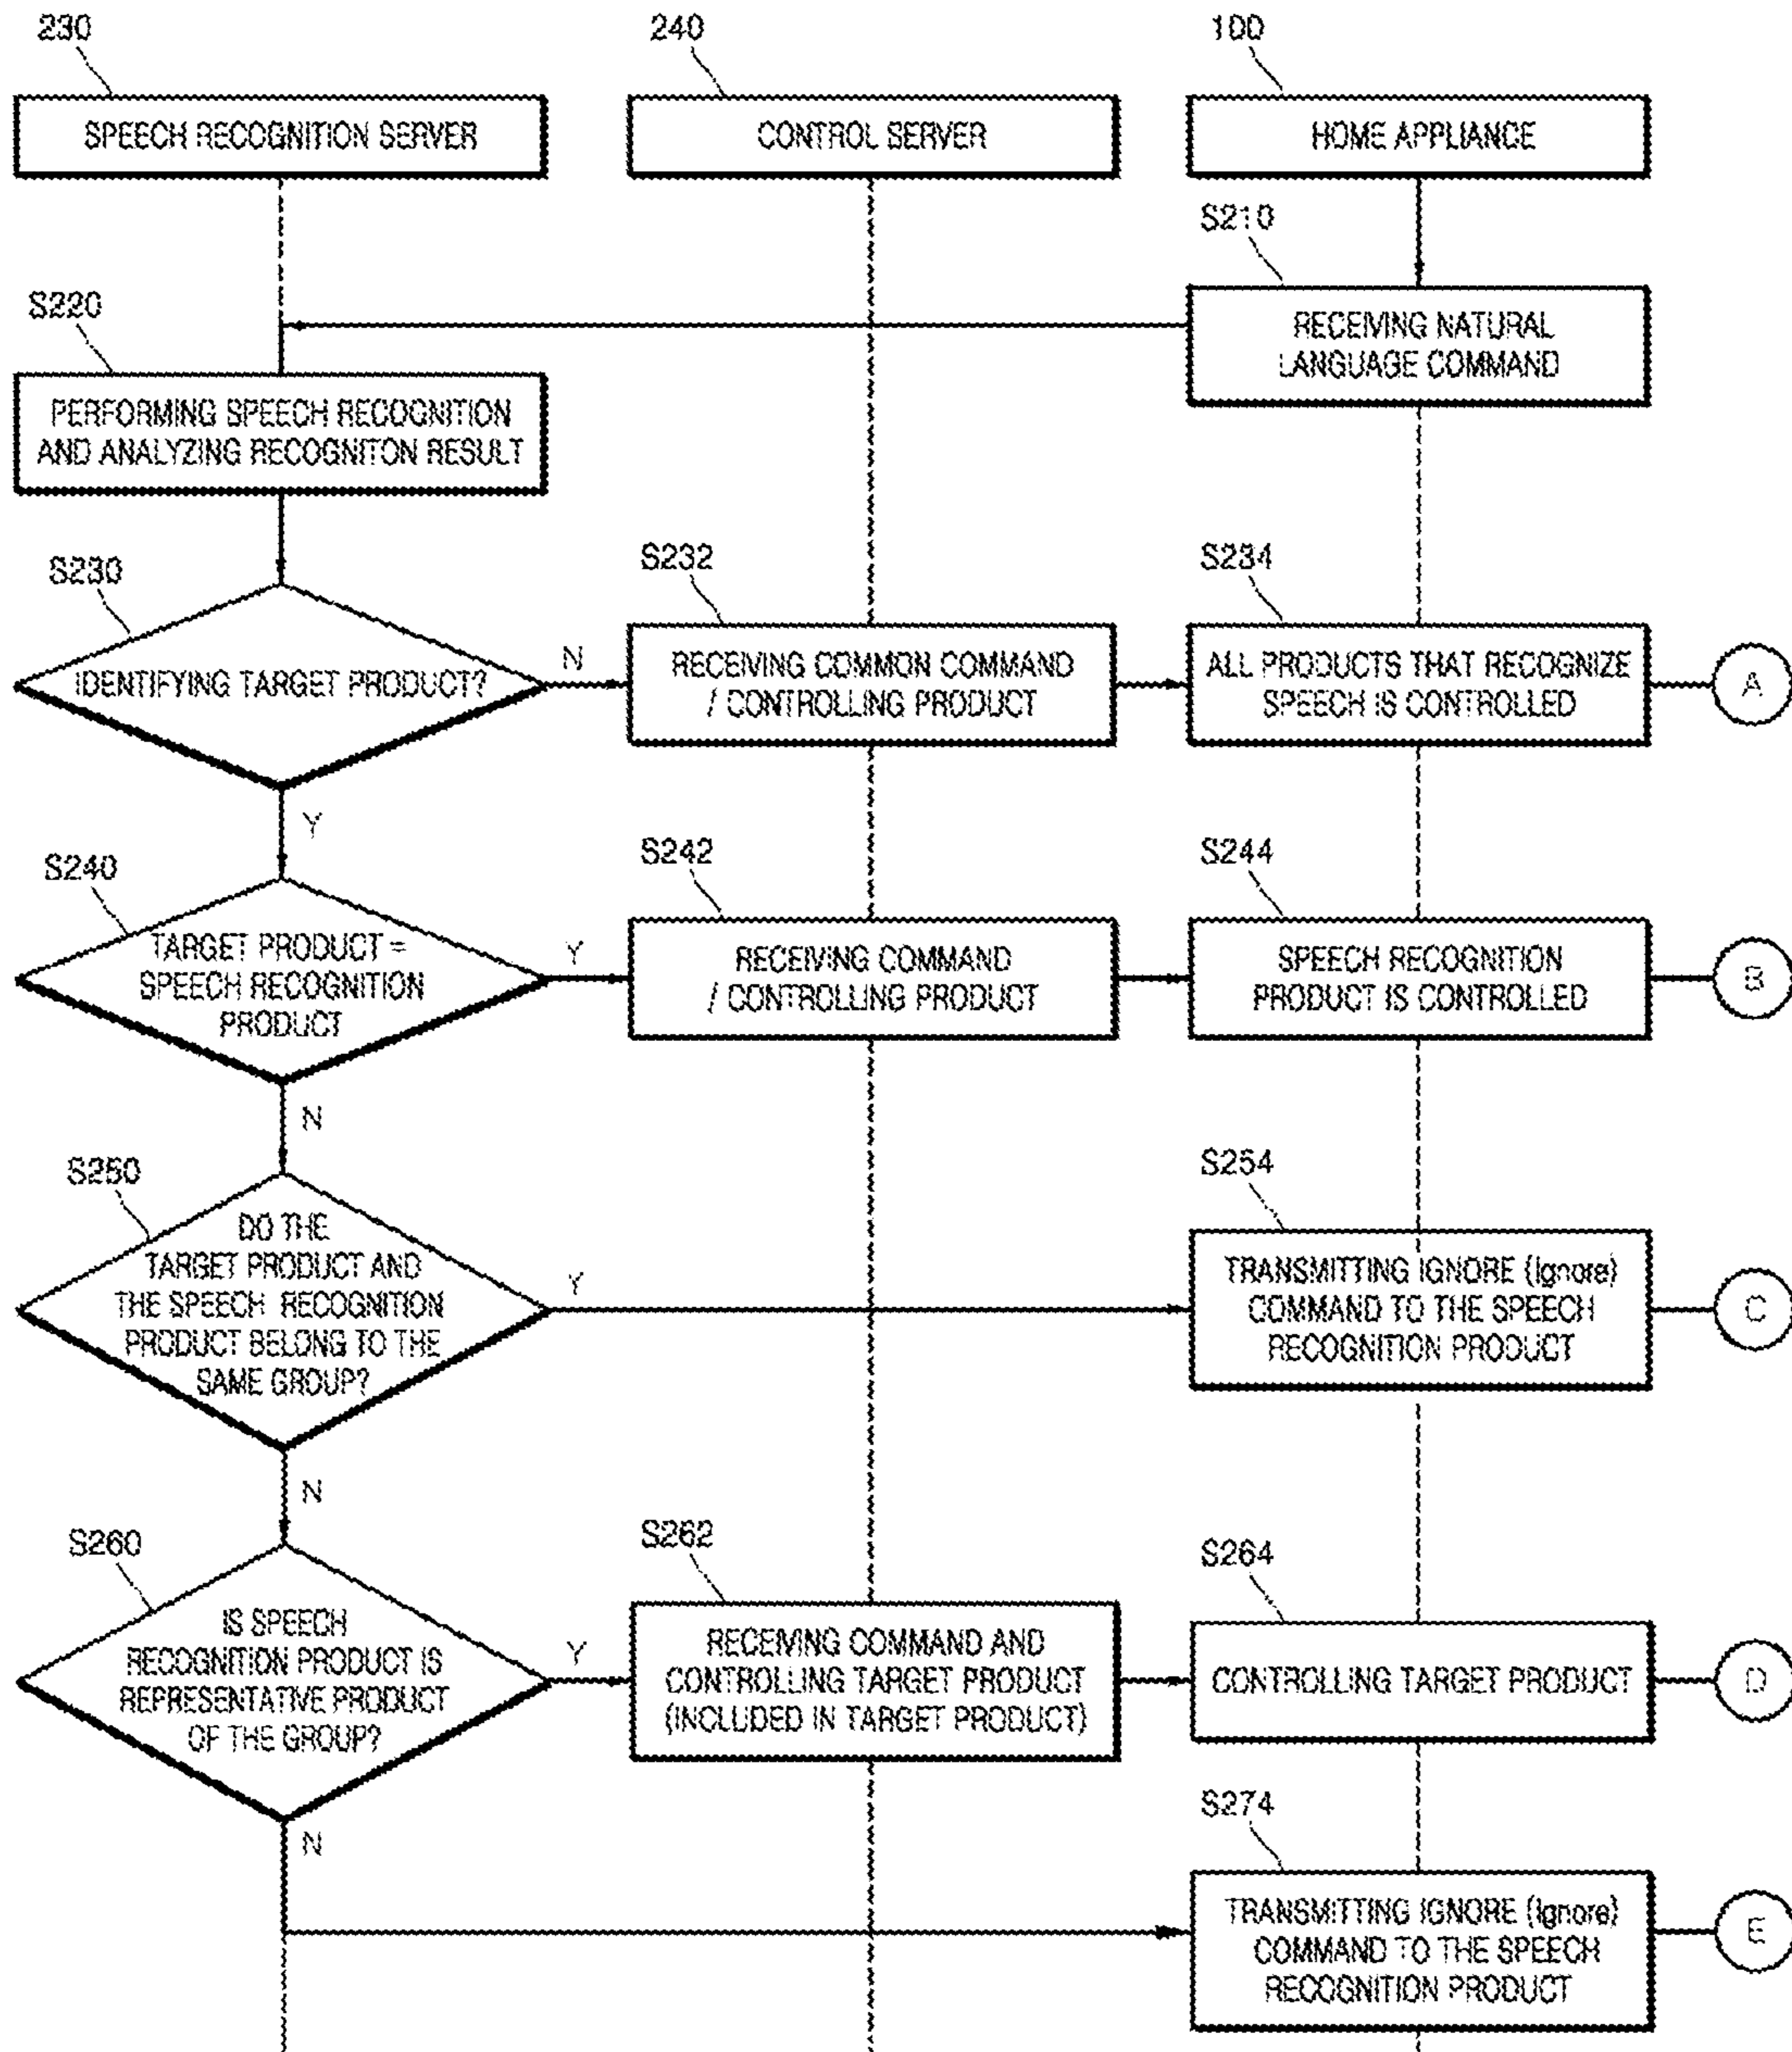 230
240
100
SPEECH RECOGNITION SERVER
CONTROL SERVER
HOME APPLIANCE
S210
RECEIVING NATURAL
LANGUAGE COMMAND
S220
PERFORMING SPEECH RECOGNITION
AND ANALYZING RECOGNITON RESULT
S230
IDENTIFYING TARGET PRODUCT?
N
Y
S232
RECEIVING COMMON COMMAND
/ CONTROLLING PRODUCT
S234
ALL PRODUCTS THAT RECOGNIZE
SPEECH IS CONTROLLED
A
S240
TARGET PRODUCT =
SPEECH RECOGNITION
PRODUCT
Y
N
S242
RECEIVING COMMAND
/ CONTROLLING PRODUCT
S244
SPEECH RECOGNITION
PRODUCT IS CONTROLLED
B
S250
DO THE
TARGET PRODUCT AND
THE SPEECH RECOGNITION
PRODUCT BELONG TO THE
SAME GROUP?
Y
N
S254
TRANSMITTING IGNORE (Ignore)
COMMAND TO THE SPEECH
RECOGNITION PRODUCT
C
S260
IS SPEECH
RECOGNITION PRODUCT IS
REPRESENTATIVE PRODUCT
OF THE GROUP?
Y
N
S262
RECEIVING COMMAND AND
CONTROLLING TARGET PRODUCT
(INCLUDED IN TARGET PRODUCT)
S264
CONTROLLING TARGET PRODUCT
D
S274
TRANSMITTING IGNORE (Ignore)
COMMAND TO THE SPEECH
RECOGNITION PRODUCT
E